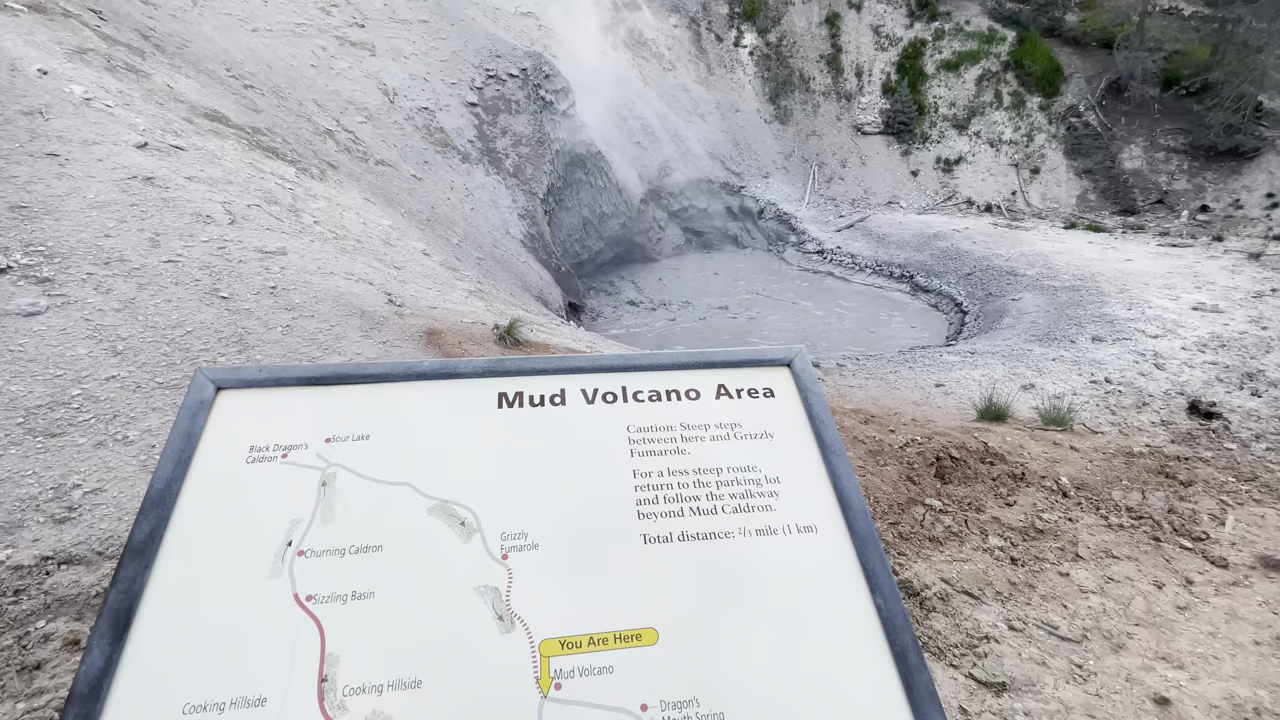 Mud Volcano Area
Caution: Steep steps
between here and Grizzly
Fumarole.
For a less steep route,
return to the parking lot
and follow the walkway
beyond Mud Caldron.
Total distance: 2/3 mile (1 km)
Sour Lake
Black Dragon's
Caldron
Grizzly
Fumarole
Churning Caldron
Sizzling Basin
You Are Here
Mud Volcano
Cooking Hillside
Cooking Hillside
Dragon's
Mouth Spring